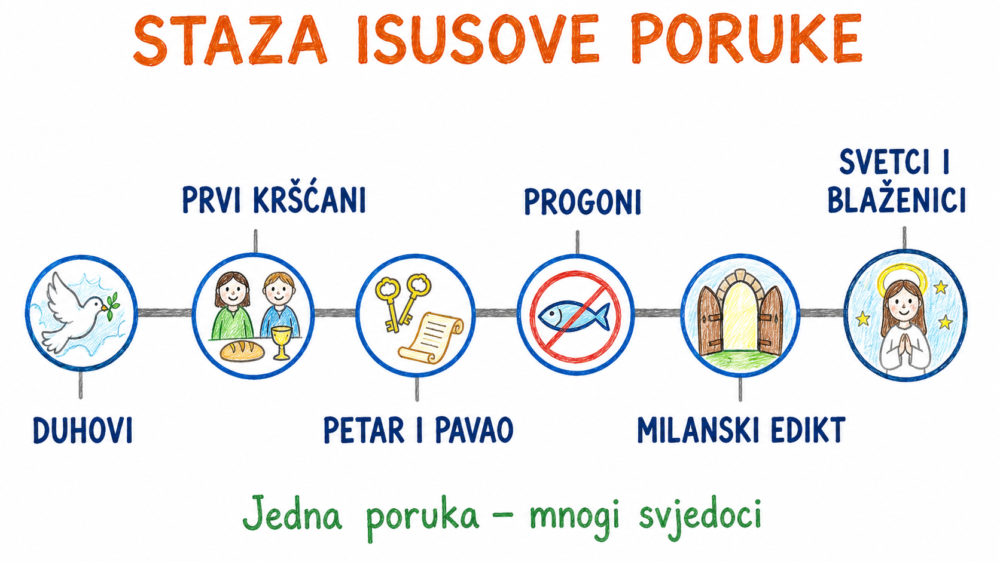 STAZA ISUSOVE PORUKE
DUHOVI
PRVI KRŠĆANI
PETAR I PAVAO
PROGONI
MILANSKI EDIKT
SVETCI I
BLAŽENICI
Jedna poruka – mnogi svjedoci